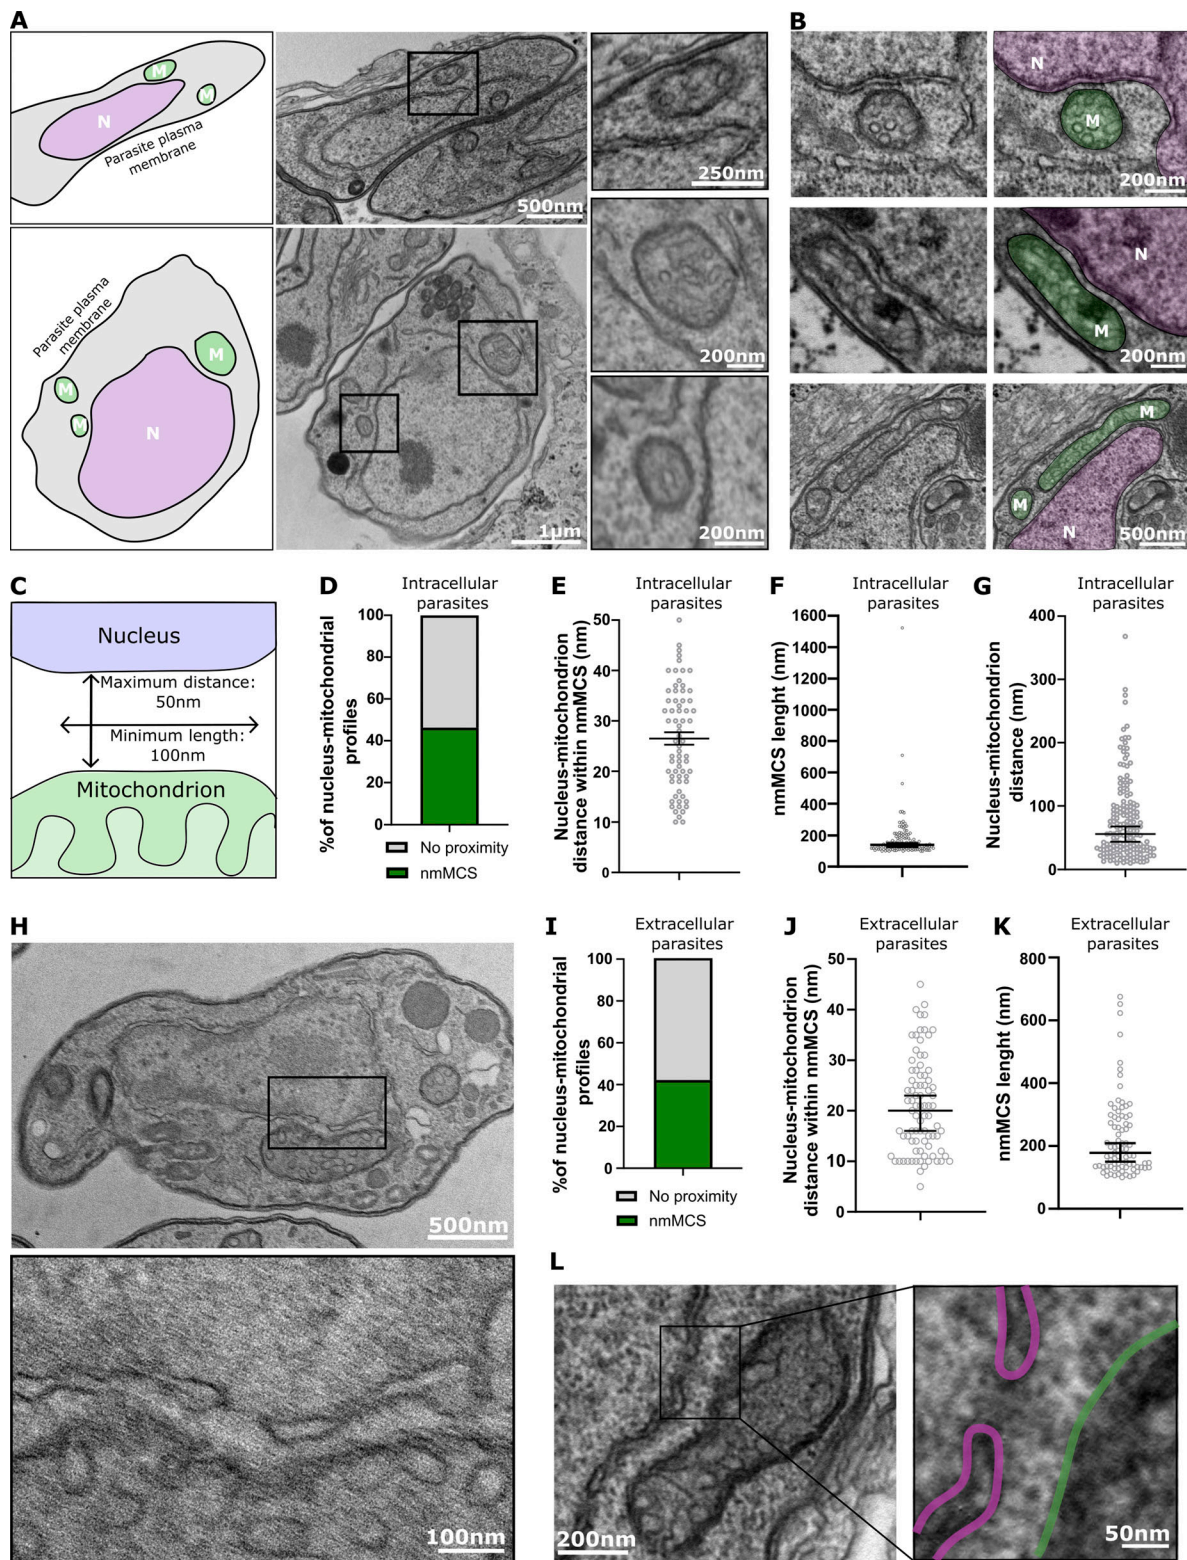 A
M
M
N
Parasite plasma
membrane
500nm
250nm
Parasite plasma
membrane
M
M
M
N
1µm
200nm
200nm
B
N
M
200nm
N
M
200nm
M
M
N
500nm
C
Nucleus
Maximum distance:
50nm
Minimum length:
100nm
Mitochondrion
D
Intracellular
parasites
%of nucleus-mitochondrial
profiles
100
80
60
40
20
0
No proximity
nmMCS
E
Intracellular
parasites
Nucleus-mitochondrion
distance within nmMCS (nm)
50
40
30
20
10
0
F
Intracellular
parasites
nmMCS lenght (nm)
1600
1400
1200
1000
800
600
400
200
0
G
Intracellular
parasites
Nucleus-mitochondrion
distance (nm)
400
300
200
100
0
H
500nm
100nm
I
Extracellular
parasites
%of nucleus-mitochondrial
profiles
100
80
60
40
20
0
No proximity
nmMCS
J
Extracellular
parasites
Nucleus-mitochondrion
distance within nmMCS (nm)
50
40
30
20
10
0
K
Extracellular
parasites
nmMCS lenght (nm)
800
600
400
200
0
L
200nm
50nm